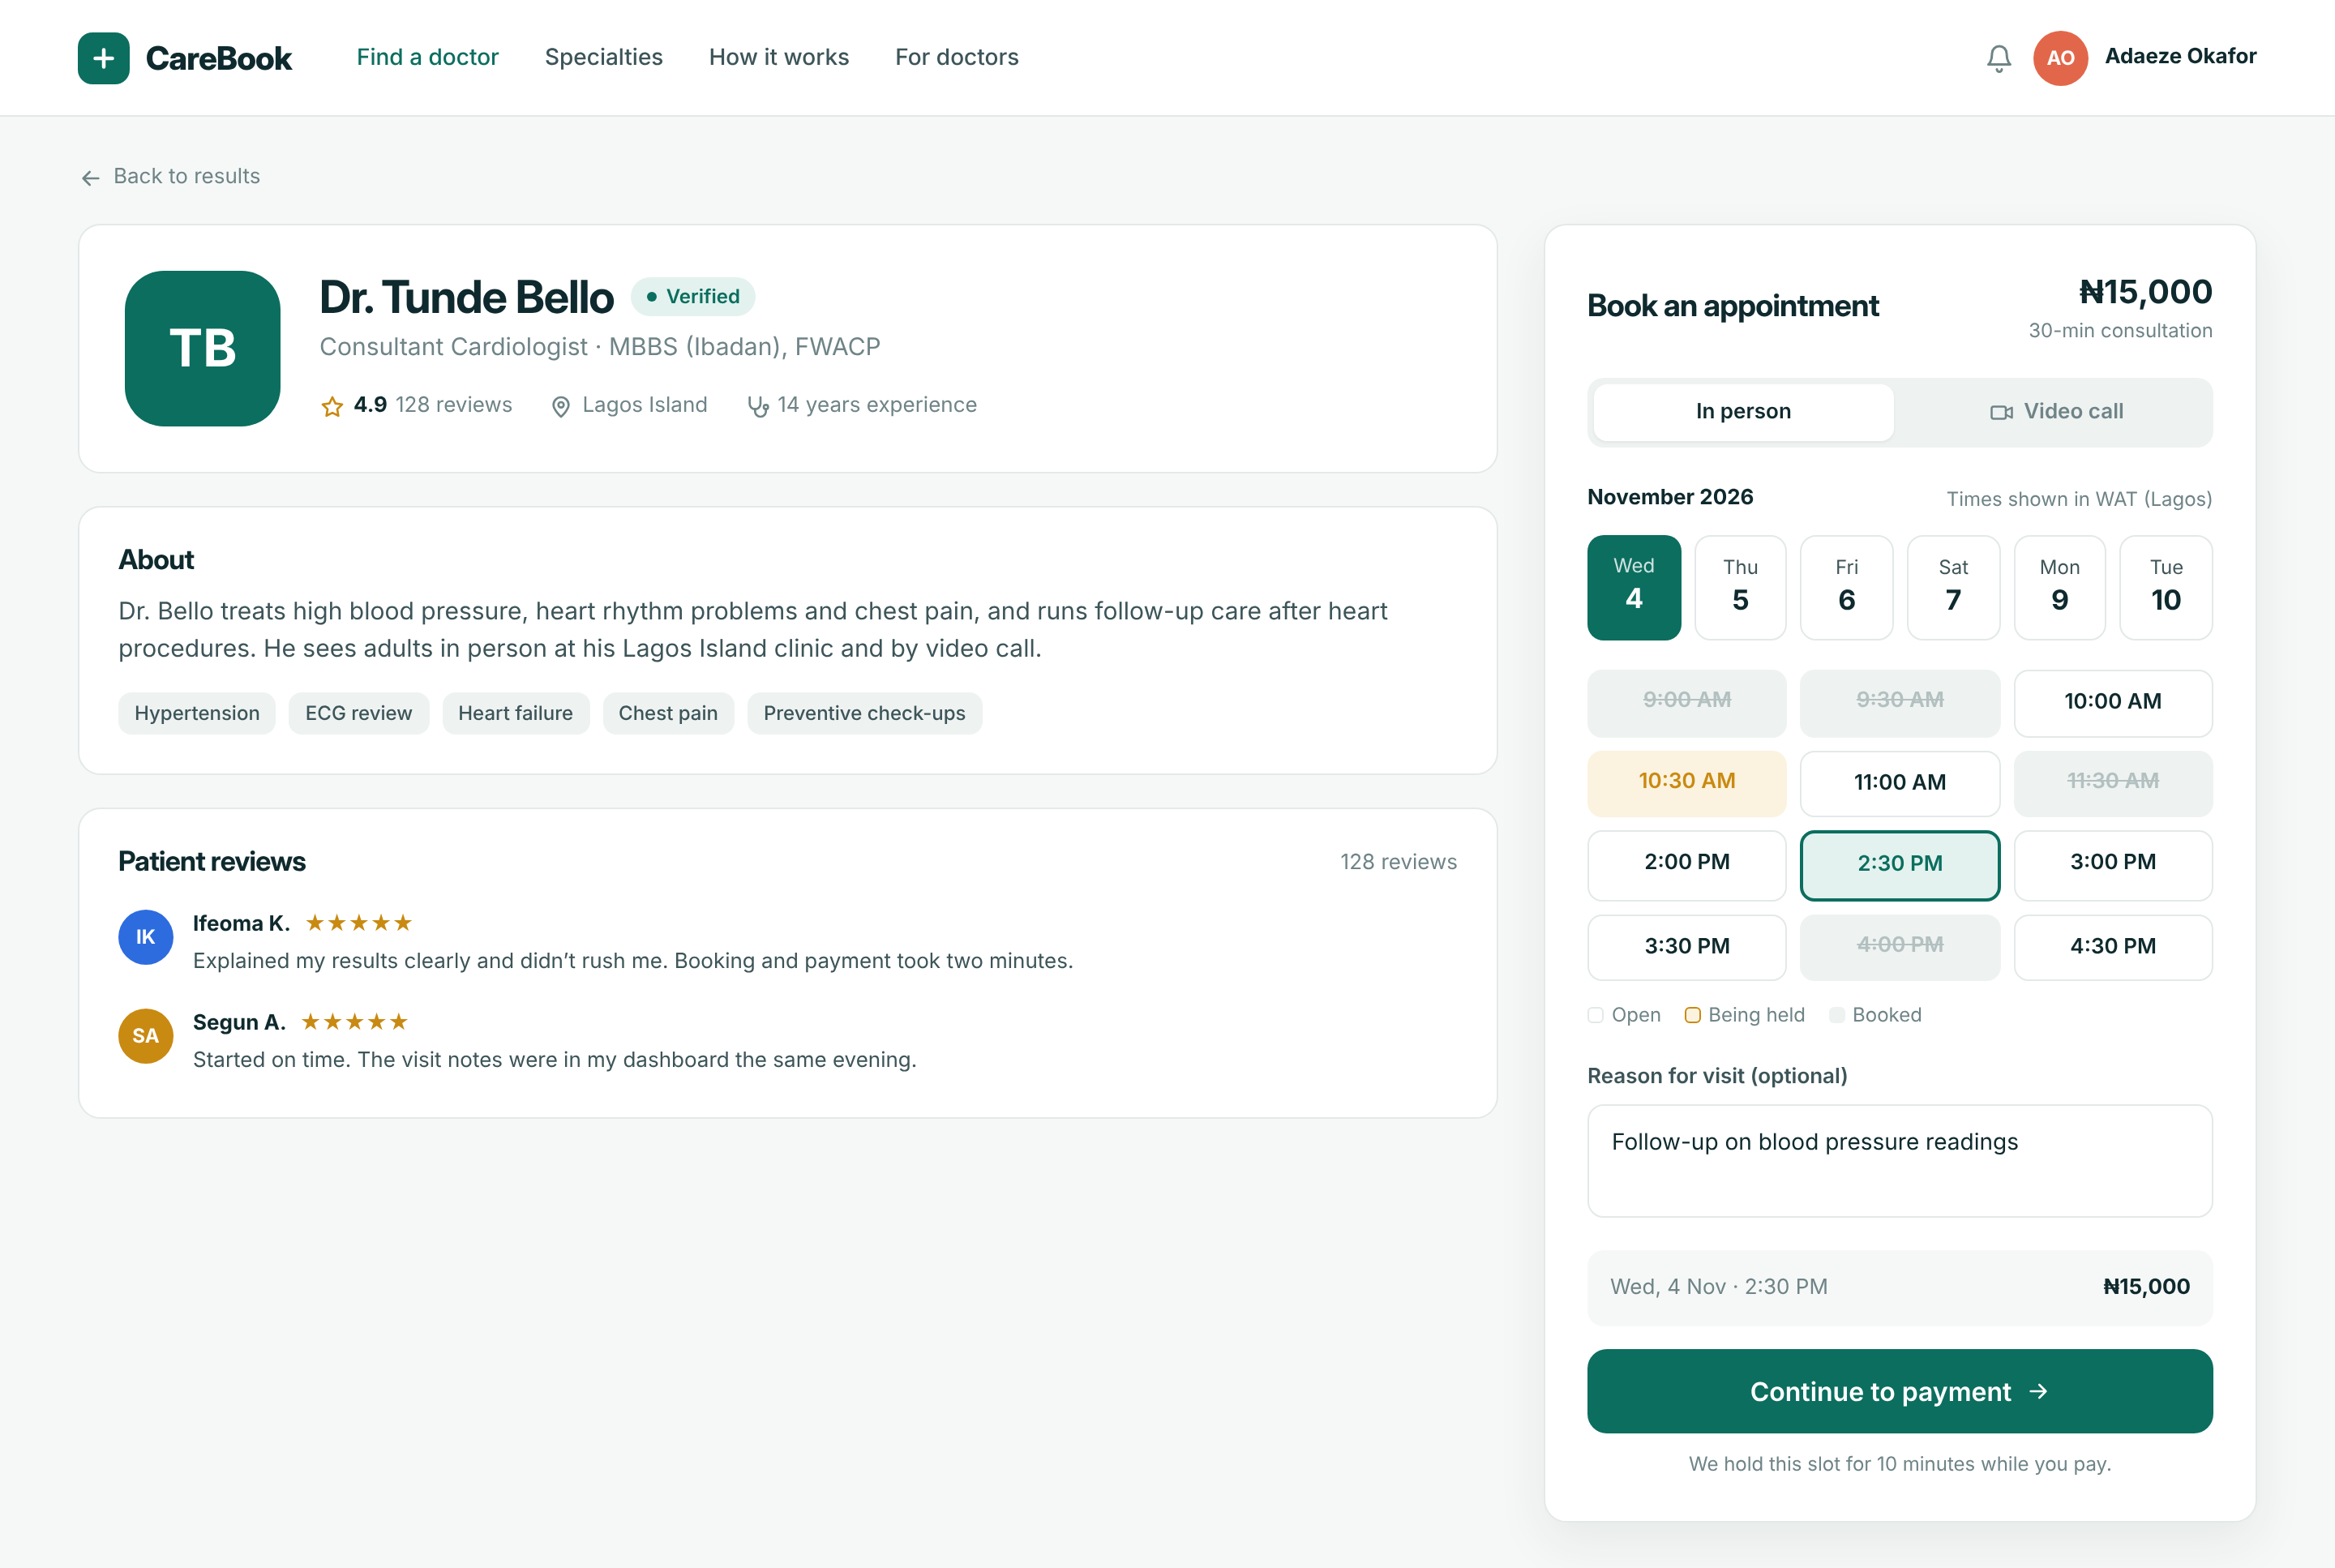 CareBook
Find a doctor
Specialties
How it works
For doctors
AO
Adaeze Okafor
Back to results
TB
Dr. Tunde Bello
Verified
Consultant Cardiologist · MBBS (Ibadan), FWACP
4.9 128 reviews
Lagos Island
14 years experience
About
Dr. Bello treats high blood pressure, heart rhythm problems and chest pain, and runs follow-up care after heart
procedures. He sees adults in person at his Lagos Island clinic and by video call.
Hypertension
ECG review
Heart failure
Chest pain
Preventive check-ups
Patient reviews
128 reviews
IK
Ifeoma K. ★★★★★
Explained my results clearly and didn’t rush me. Booking and payment took two minutes.
SA
Segun A. ★★★★★
Started on time. The visit notes were in my dashboard the same evening.
Book an appointment
₦15,000
30-min consultation
In person
Video call
November 2026
Times shown in WAT (Lagos)
Wed
4
Thu
5
Fri
6
Sat
7
Mon
9
Tue
10
9:00 AM
9:30 AM
10:00 AM
10:30 AM
11:00 AM
11:30 AM
2:00 PM
2:30 PM
3:00 PM
3:30 PM
4:00 PM
4:30 PM
Open
Being held
Booked
Reason for visit (optional)
Follow-up on blood pressure readings
Wed, 4 Nov · 2:30 PM
₦15,000
Continue to payment →
We hold this slot for 10 minutes while you pay.